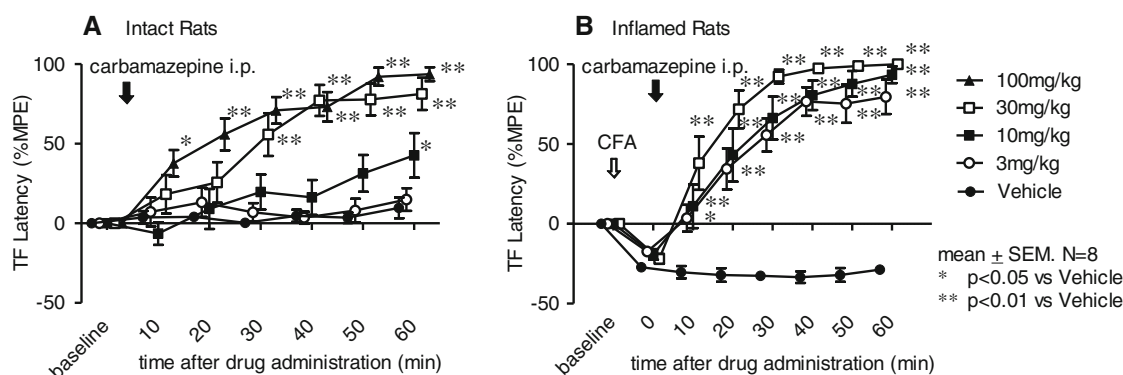 A Intact Rats
carbamazepine i.p.
TF Latency (%MPE)
100
50
0
-50
*
**
**
**
**
**
**
**
**
**
*
baseline
10
20
30
40
50
60
time after drug administration (min)
B Inflamed Rats
carbamazepine i.p.
CFA
TF Latency (%MPE)
100
50
0
-50
**
**
**
**
**
**
**
*
**
**
**
**
**
**
**
**
**
**
baseline
0
10
20
30
40
50
60
time after drug administration (min)
100mg/kg
30mg/kg
10mg/kg
3mg/kg
Vehicle
mean ± SEM. N=8
* p<0.05 vs Vehicle
** p<0.01 vs Vehicle